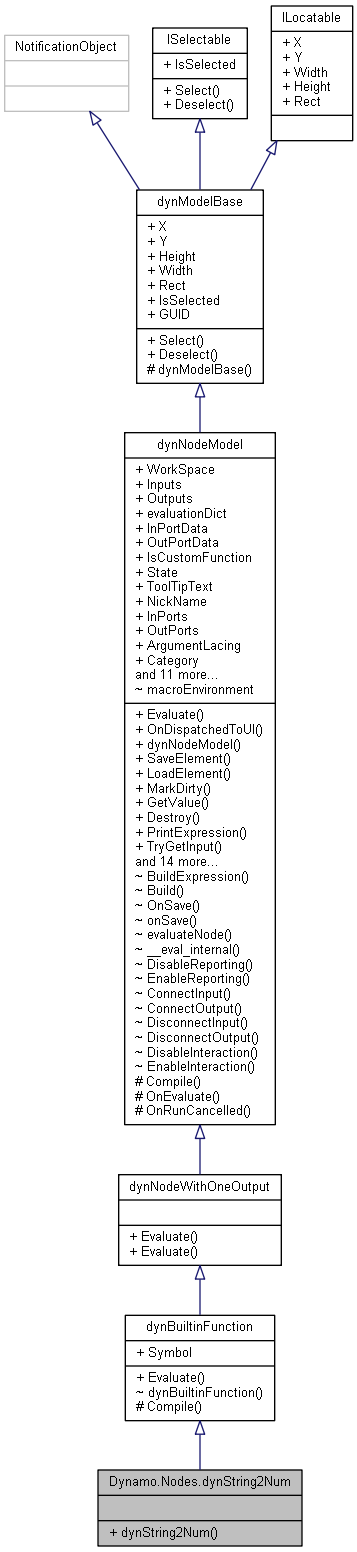 NotificationObject
ISelectable
+ IsSelected
+ Select()
+ Deselect()
ILocatable
+ X
+ Y
+ Width
+ Height
+ Rect
dynModelBase
+ X
+ Y
+ Height
+ Width
+ Rect
+ IsSelected
+ GUID
+ Select()
+ Deselect()
# dynModelBase()
dynNodeModel
+ WorkSpace
+ Inputs
+ Outputs
+ evaluationDict
+ InPortData
+ OutPortData
+ IsCustomFunction
+ State
+ ToolTipText
+ NickName
+ InPorts
+ OutPorts
+ ArgumentLacing
+ Category
and 11 more...
~ macroEnvironment
+ Evaluate()
+ OnDispatchedToUI()
+ dynNodeModel()
+ SaveElement()
+ LoadElement()
+ MarkDirty()
+ GetValue()
+ Destroy()
+ PrintExpression()
+ TryGetInput()
and 14 more...
~ BuildExpression()
~ Build()
~ OnSave()
~ onSave()
~ evaluateNode()
~ __eval_internal()
~ DisableReporting()
~ EnableReporting()
~ ConnectInput()
~ ConnectOutput()
~ DisconnectInput()
~ DisconnectOutput()
~ DisableInteraction()
~ EnableInteraction()
# Compile()
# OnEvaluate()
# OnRunCancelled()
dynNodeWithOneOutput
+ Evaluate()
+ Evaluate()
dynBuiltinFunction
+ Symbol
+ Evaluate()
~ dynBuiltinFunction()
# Compile()
Dynamo.Nodes.dynString2Num
+ dynString2Num()